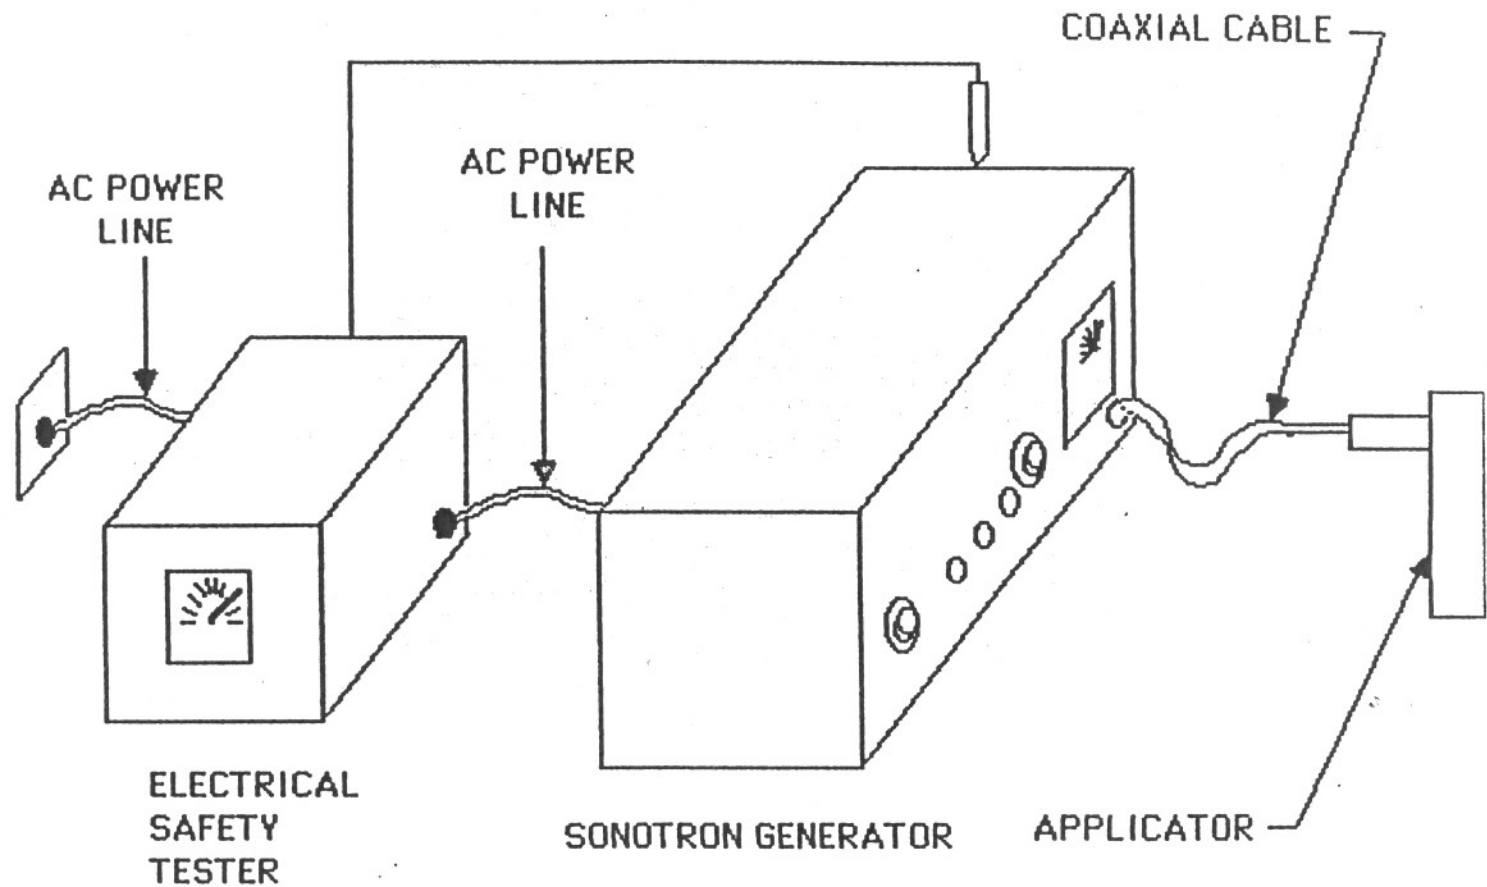 COAXIAL CABLE
AC POWER
LINE
AC POWER
LINE
ELECTRICAL
SAFETY
TESTER
SONOTRON GENERATOR
APPLICATOR